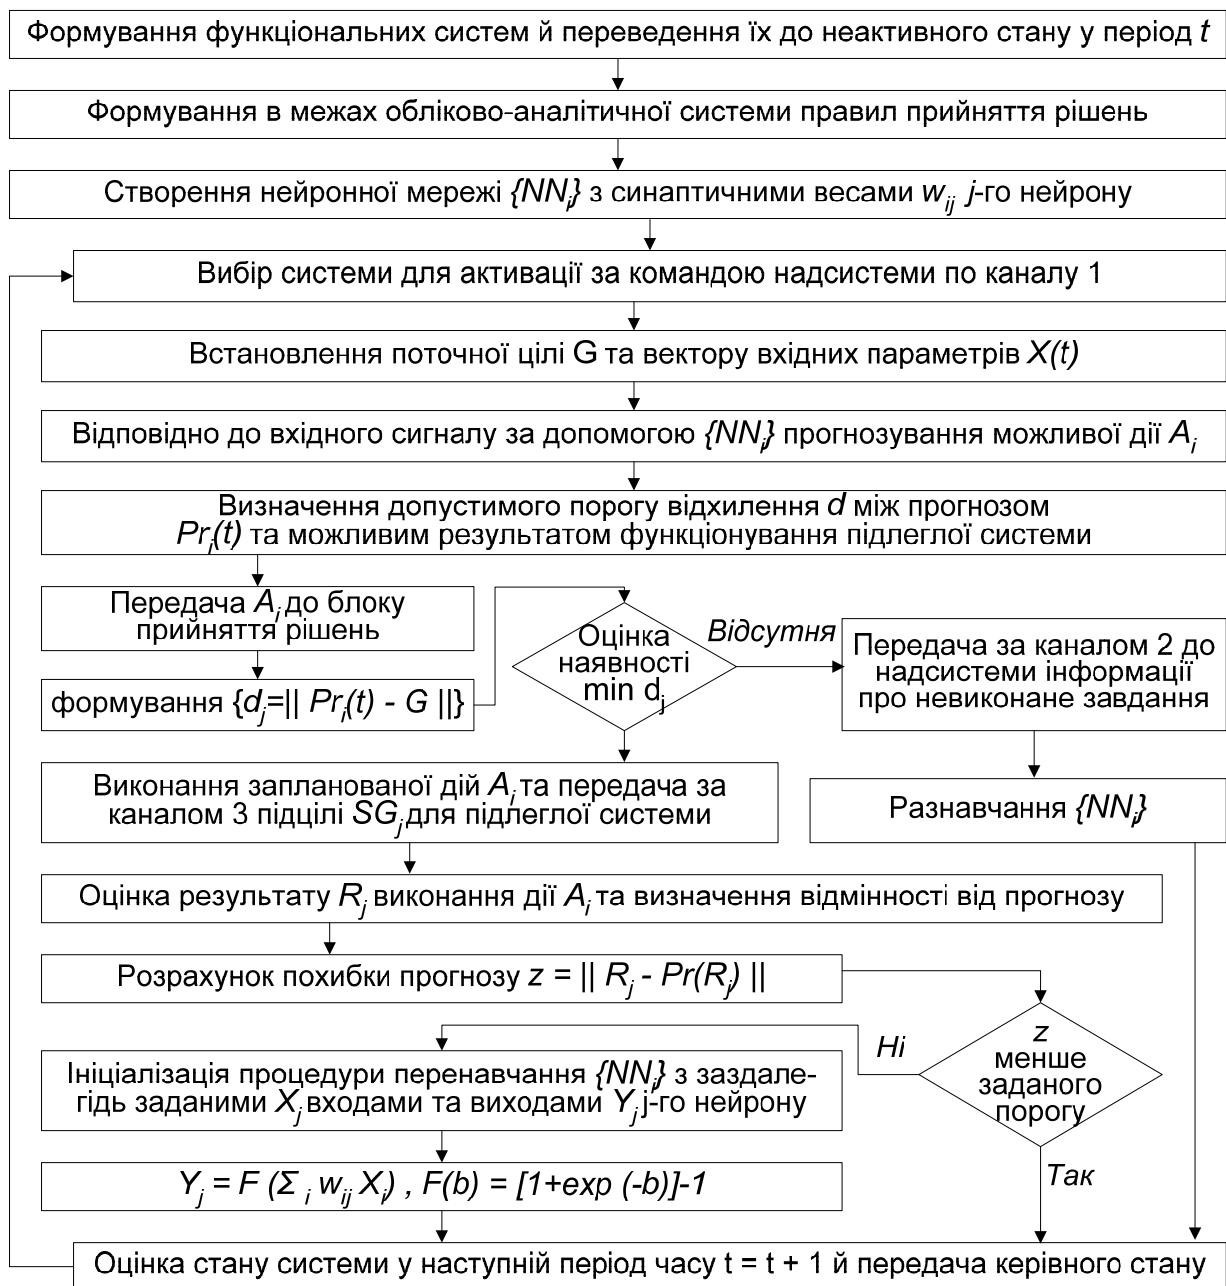 Формування функціональних систем й переведення їх до неактивного стану у період t
Формування в межах обліково-аналітичної системи правил прийняття рішень
Створення нейронної мережі {NNj} з синаптичними весами wij j-го нейрону
Вибір системи для активації за командою надсистеми по каналу 1
Встановлення поточної цілі G та вектору вхідних параметрів X(t)
Відповідно до вхідного сигналу за допомогою {NNj} прогнозування можливої дії Ai
Визначення допустимого порогу відхилення d між прогнозом
Pri(t) та можливим результатом функціонування підлеглої системи
Передача Ai до блоку
прийняття рішень
формування {dj=|| Pri(t) - G ||}
Оцінка
наявності
min dj
Відсутня
Передача за каналом 2 до
надсистеми інформації
про невиконане завдання
Разнавчання {NNj}
Виконання запланованої дій Ai та передача за
каналом 3 підцілі SGj для підлеглої системи
Оцінка результату Rj виконання дії Ai та визначення відмінності від прогнозу
Розрахунок похибки прогнозу z = || Rj - Pr(Rj) ||
z
менше
заданого
порогу
Ні
Так
Ініціалізація процедури перенавчання {NNj} з заздале-
гідь заданими Xj входами та виходами Yj j-го нейрону
Yj = F (Σ i wij Xi) , F(b) = [1+exp (-b)]-1
Оцінка стану системи у наступній період часу t = t + 1 й передача керівного стану